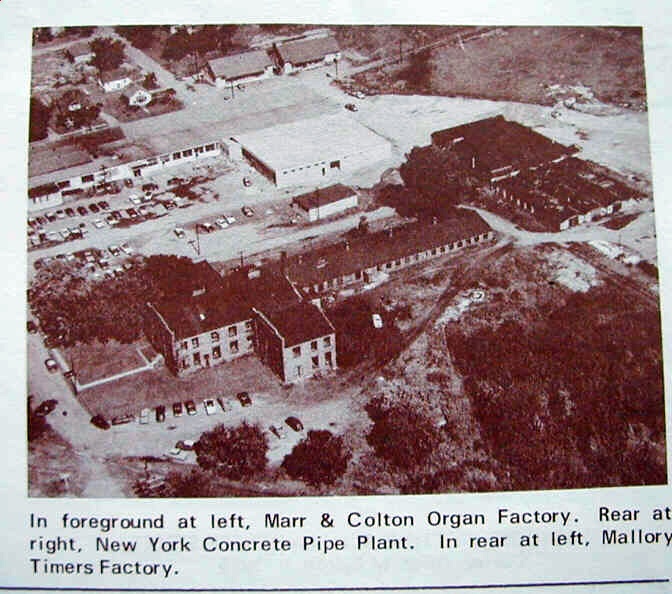 In foreground at left, Marr & Colton Organ Factory. Rear at
right, New York Concrete Pipe Plant. In rear at left, Mallory
Timers Factory.